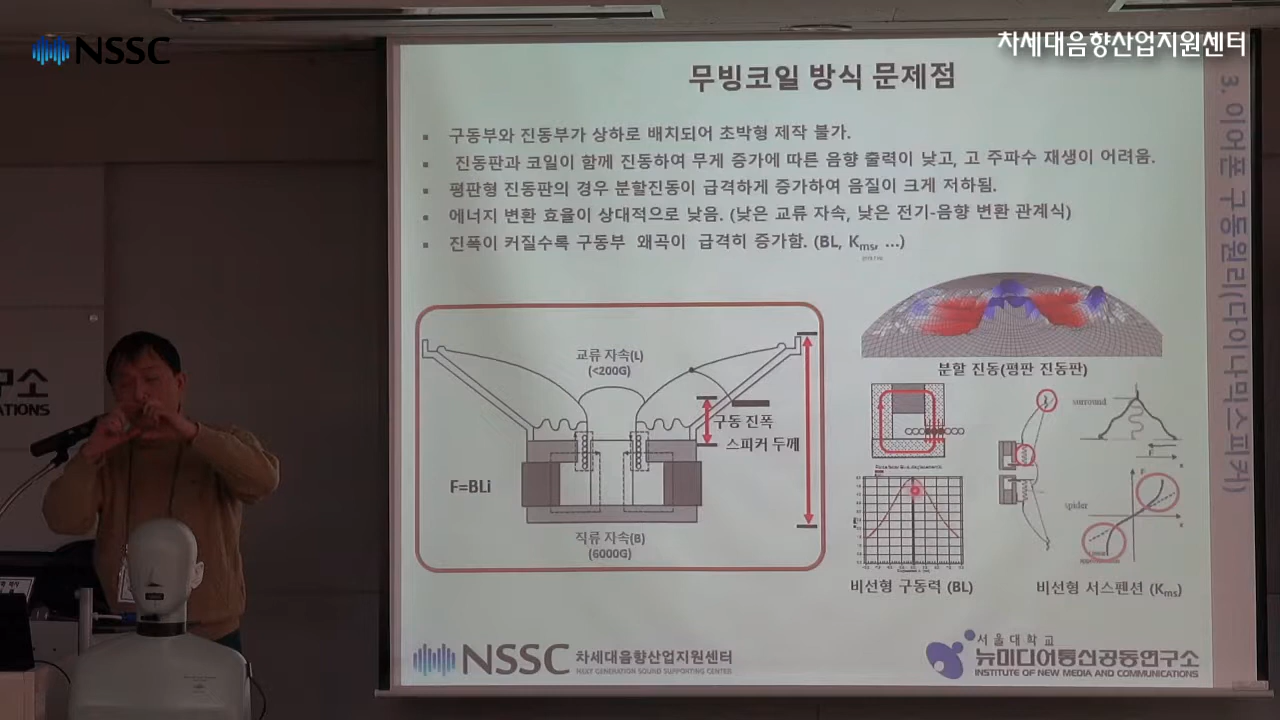 NSSC
차세대음향산업지원센터
무빙코일 방식 문제점
▪ 구동부와 진동부가 상하로 배치되어 초박형 제작 불가.
▪ 진동판과 코일이 함께 진동하여 무게 증가에 따른 음향 출력이 낮고, 고 주파수 재생이 어려움.
▪ 평판형 진동판의 경우 분할진동이 급격하게 증가하여 음질이 크게 저하됨.
▪ 에너지 변환 효율이 상대적으로 낮음. (낮은 교류 자속, 낮은 전기-음향 변환 관계식)
▪ 진폭이 커질수록 구동부 왜곡이 급격히 증가함. (BL, Kms, ...)
3. 이어폰 구동원리(다이나믹스피커)
교류 자속(L)
(<200G)
구동 진폭
스피커 두께
F=BLi
직류 자속(B)
(6000G)
분할 진동(평판 진동판)
surround
spider
F
비선형 구동력 (BL)
비선형 서스펜션 (Kms)
구소
ATIONS
NSSC 차세대음향산업지원센터
NEXT GENERATION SOUND SUPPORTING CENTER
서울대학교
뉴미디어통신공동연구소
INSTITUTE OF NEW MEDIA AND COMMUNICATIONS